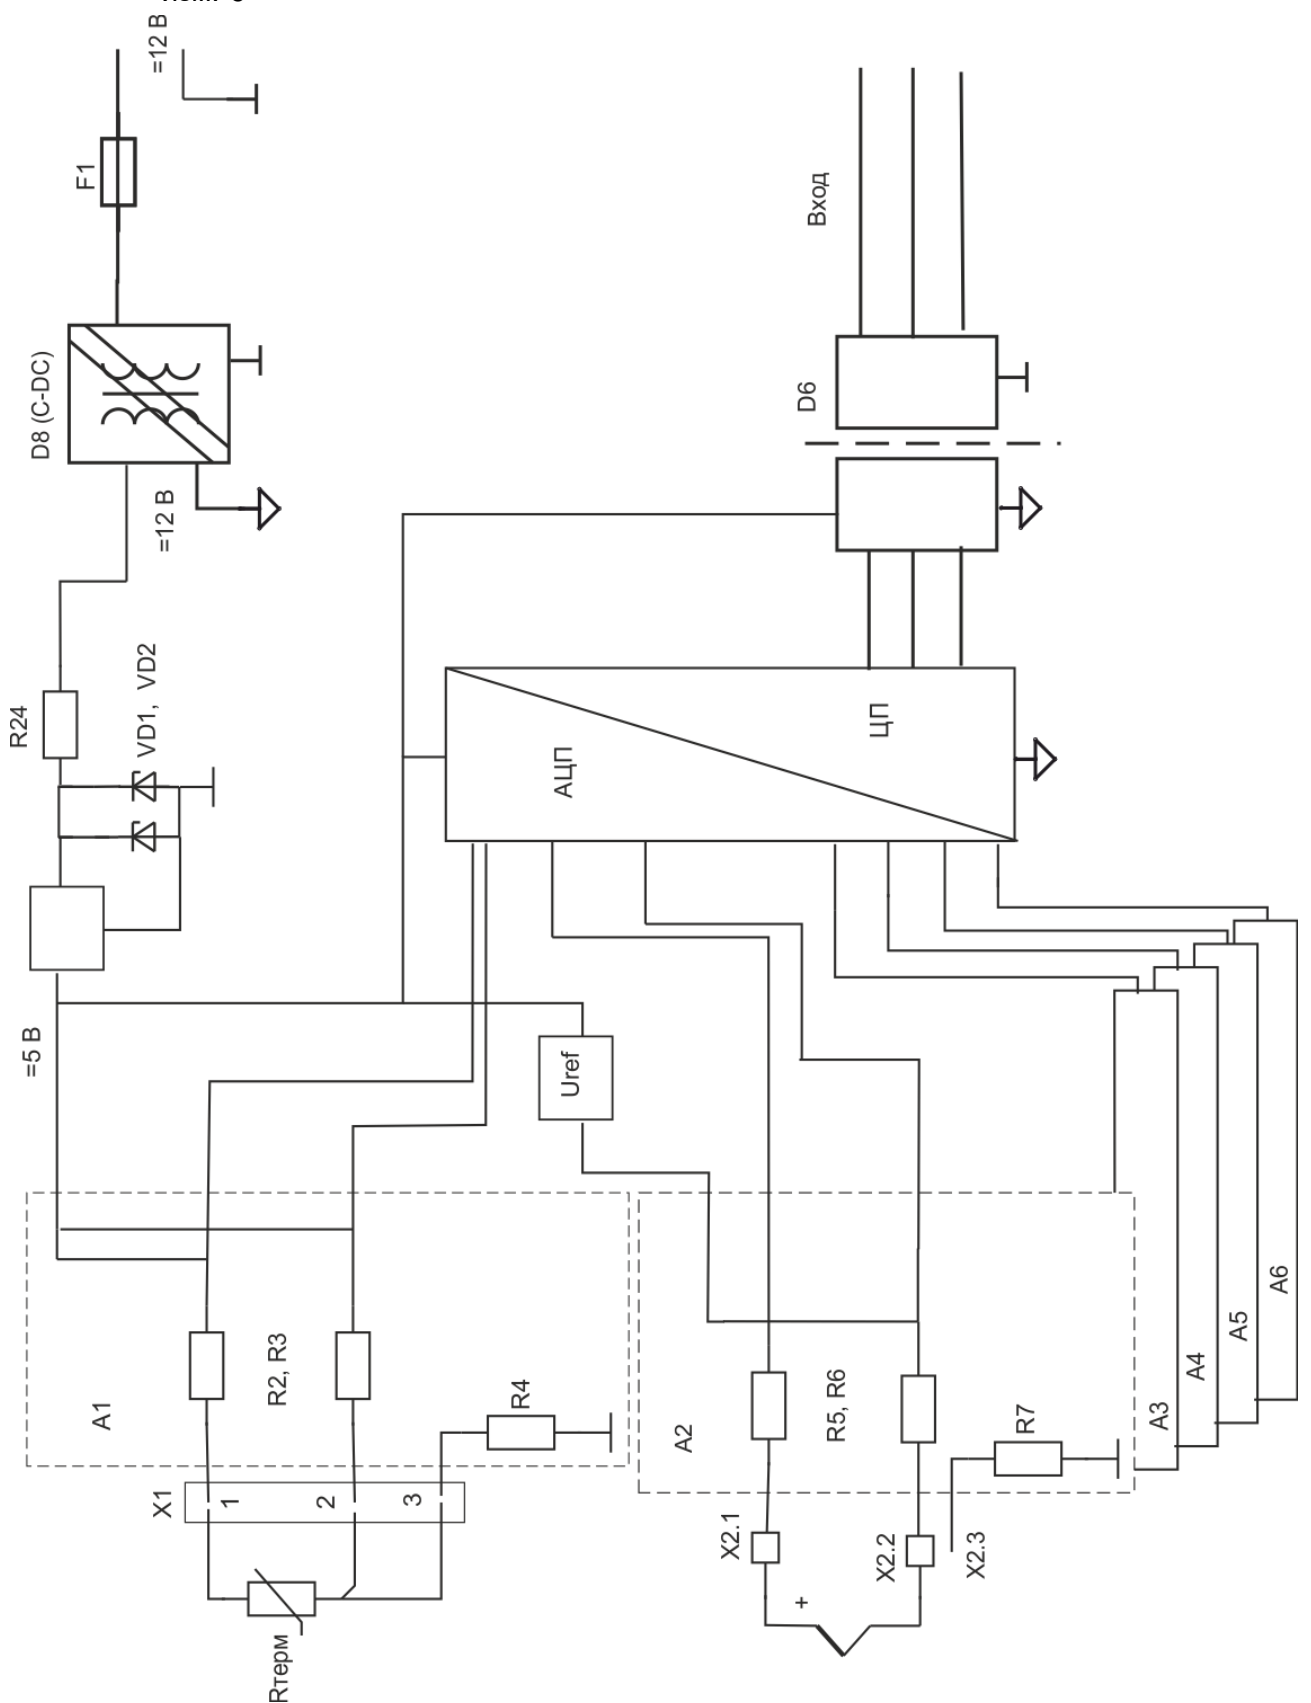 =12 В
F1
D8 (C-DC)
=12 В
R24
VD1, VD2
=5 В
Вход
D6
АЦП
ЦП
Uref
A1
R2, R3
R4
X1
1
2
3
Rтерм
A2
R5, R6
R7
X2.1
X2.2
X2.3
+
A3
A4
A5
A6